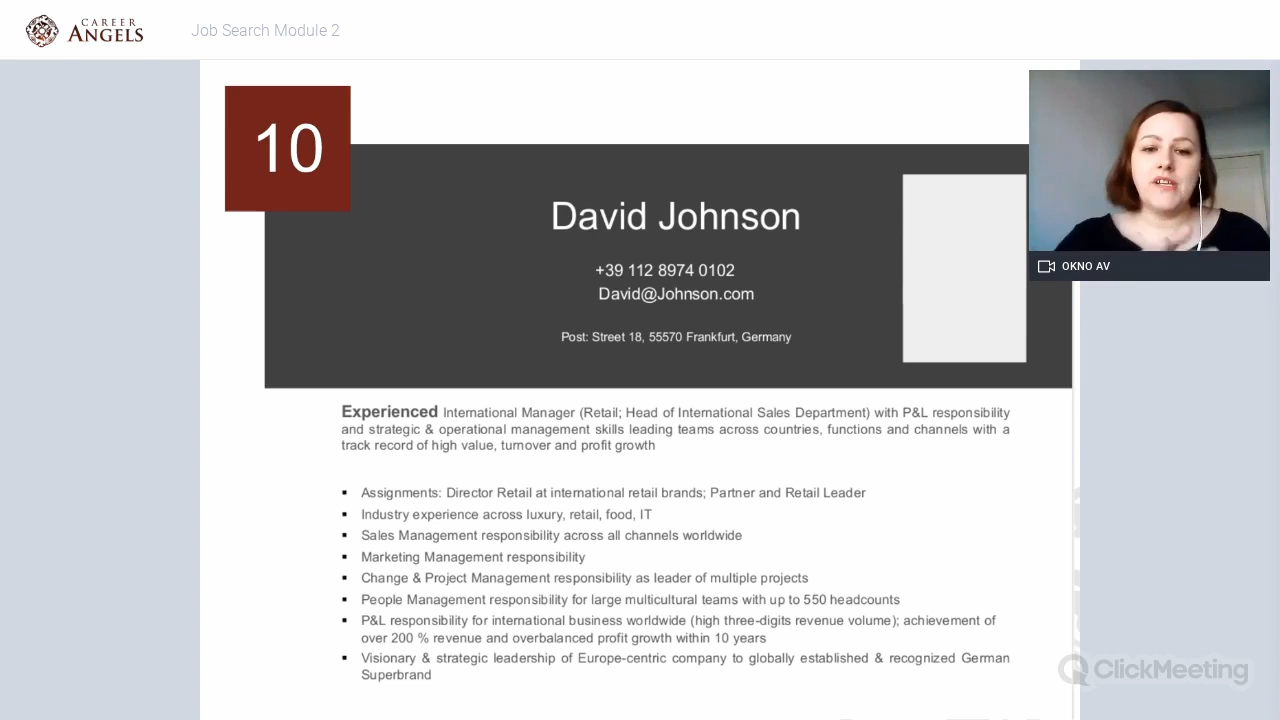 CAREER
ANGELS
Job Search Module 2
10
David Johnson
+39 112 8974 0102
David@Johnson.com
Post: Street 18, 55570 Frankfurt, Germany
OKNO AV
Experienced International Manager (Retail; Head of International Sales Department) with P&L responsibility
and strategic & operational management skills leading teams across countries, functions and channels with a
track record of high value, turnover and profit growth
▪ Assignments: Director Retail at international retail brands; Partner and Retail Leader
▪ Industry experience across luxury, retail, food, IT
▪ Sales Management responsibility across all channels worldwide
▪ Marketing Management responsibility
▪ Change & Project Management responsibility as leader of multiple projects
▪ People Management responsibility for large multicultural teams with up to 550 headcounts
▪ P&L responsibility for international business worldwide (high three-digits revenue volume); achievement of
over 200 % revenue and overbalanced profit growth within 10 years
▪ Visionary & strategic leadership of Europe-centric company to globally established & recognized German
Superbrand
ClickMeeting